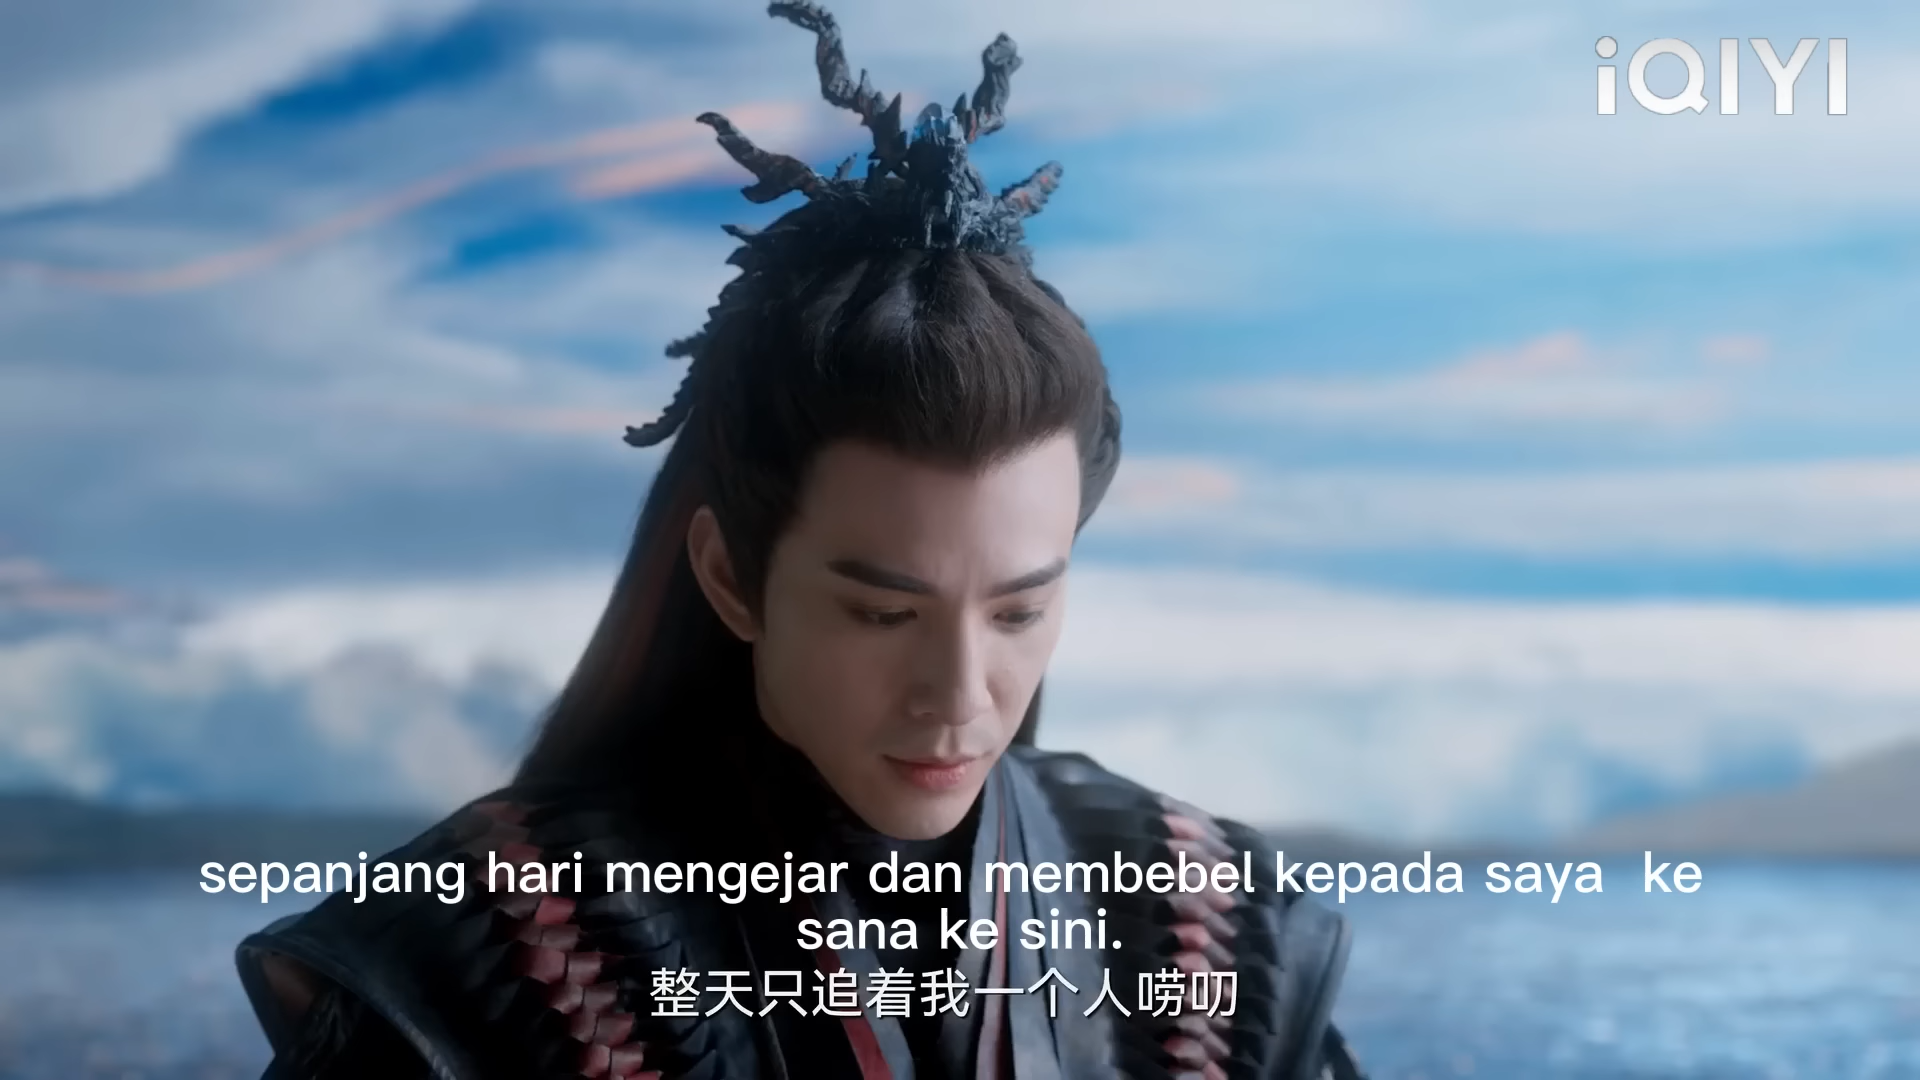 iQIYI
sepanjang hari mengejar dan membebel kepada saya  ke
sana ke sini.
整天只追着我一个人唠叨